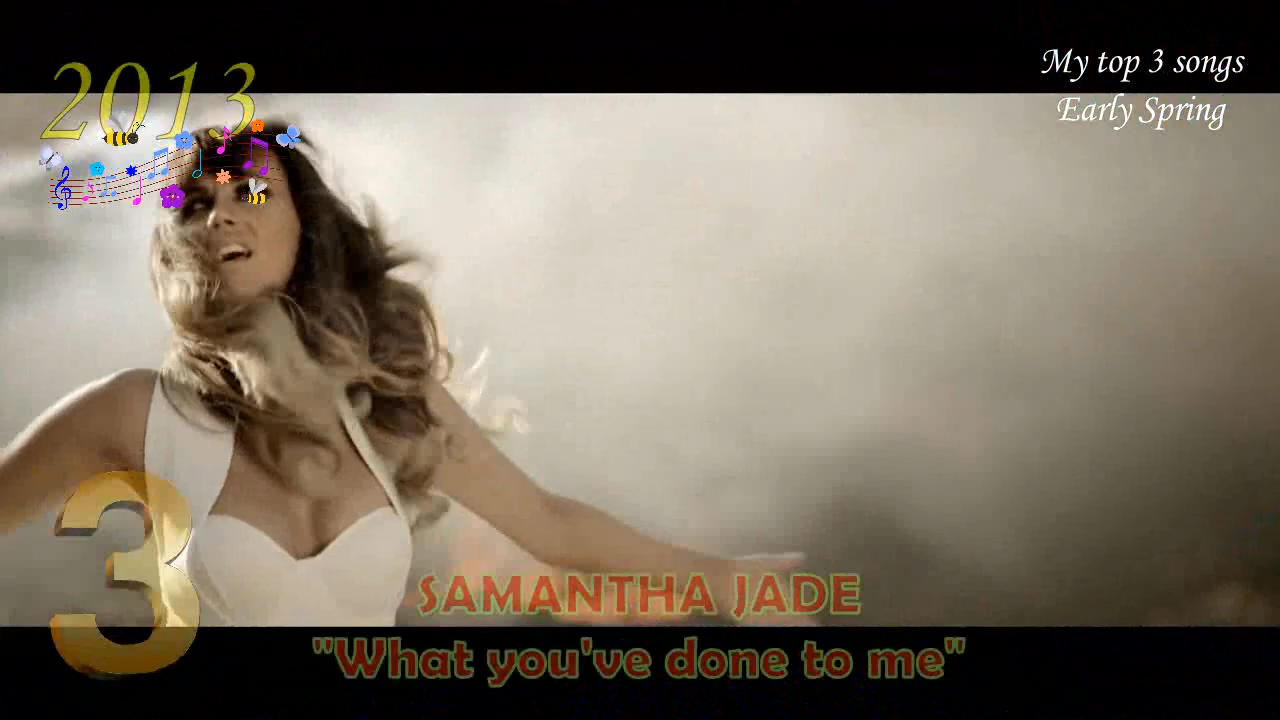 2013
My top 3 songs
Early Spring
3
SAMANTHA JADE
"What you've done to me"